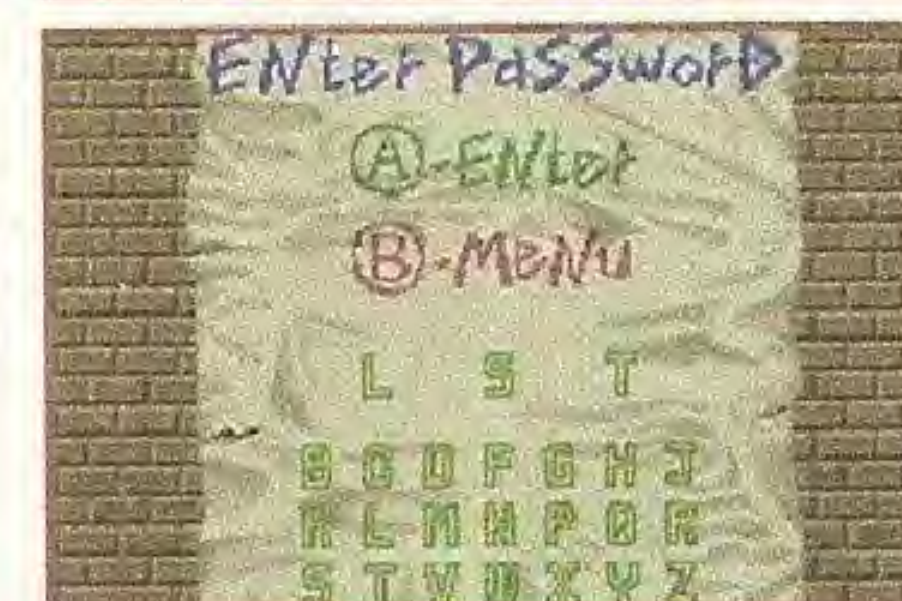 ENter PaSSworD
A-ENter
B-MeNu
L S T
B C D F G H J
K L M N P Q R
S T V W X Y Z